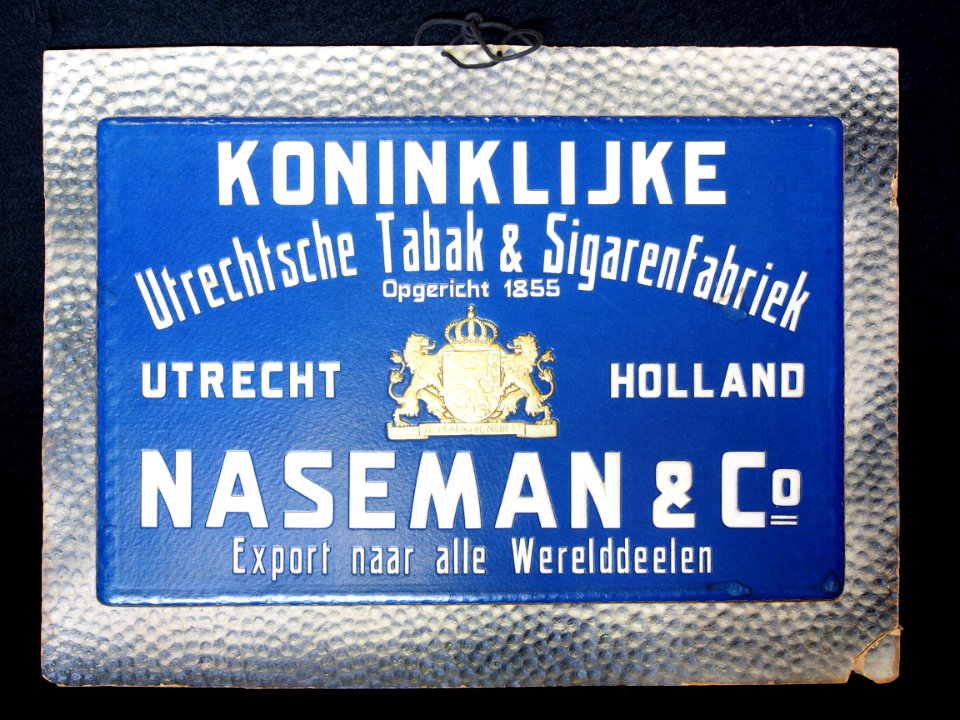 KONINKLIJKE
Utrechtsche Tabak & Sigarenfabriek
Opgericht 1855
UTRECHT HOLLAND
NASEMAN & Co
Export naar alle Werelddeelen